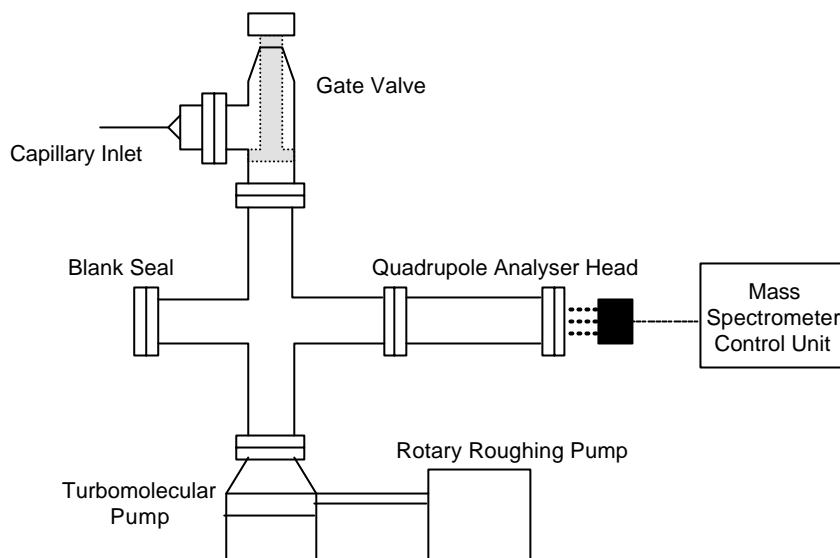 Gate Valve
Capillary Inlet
Blank Seal
Quadrupole Analyser Head
Mass
Spectrometer
Control Unit
Rotary Roughing Pump
Turbomolecular
Pump